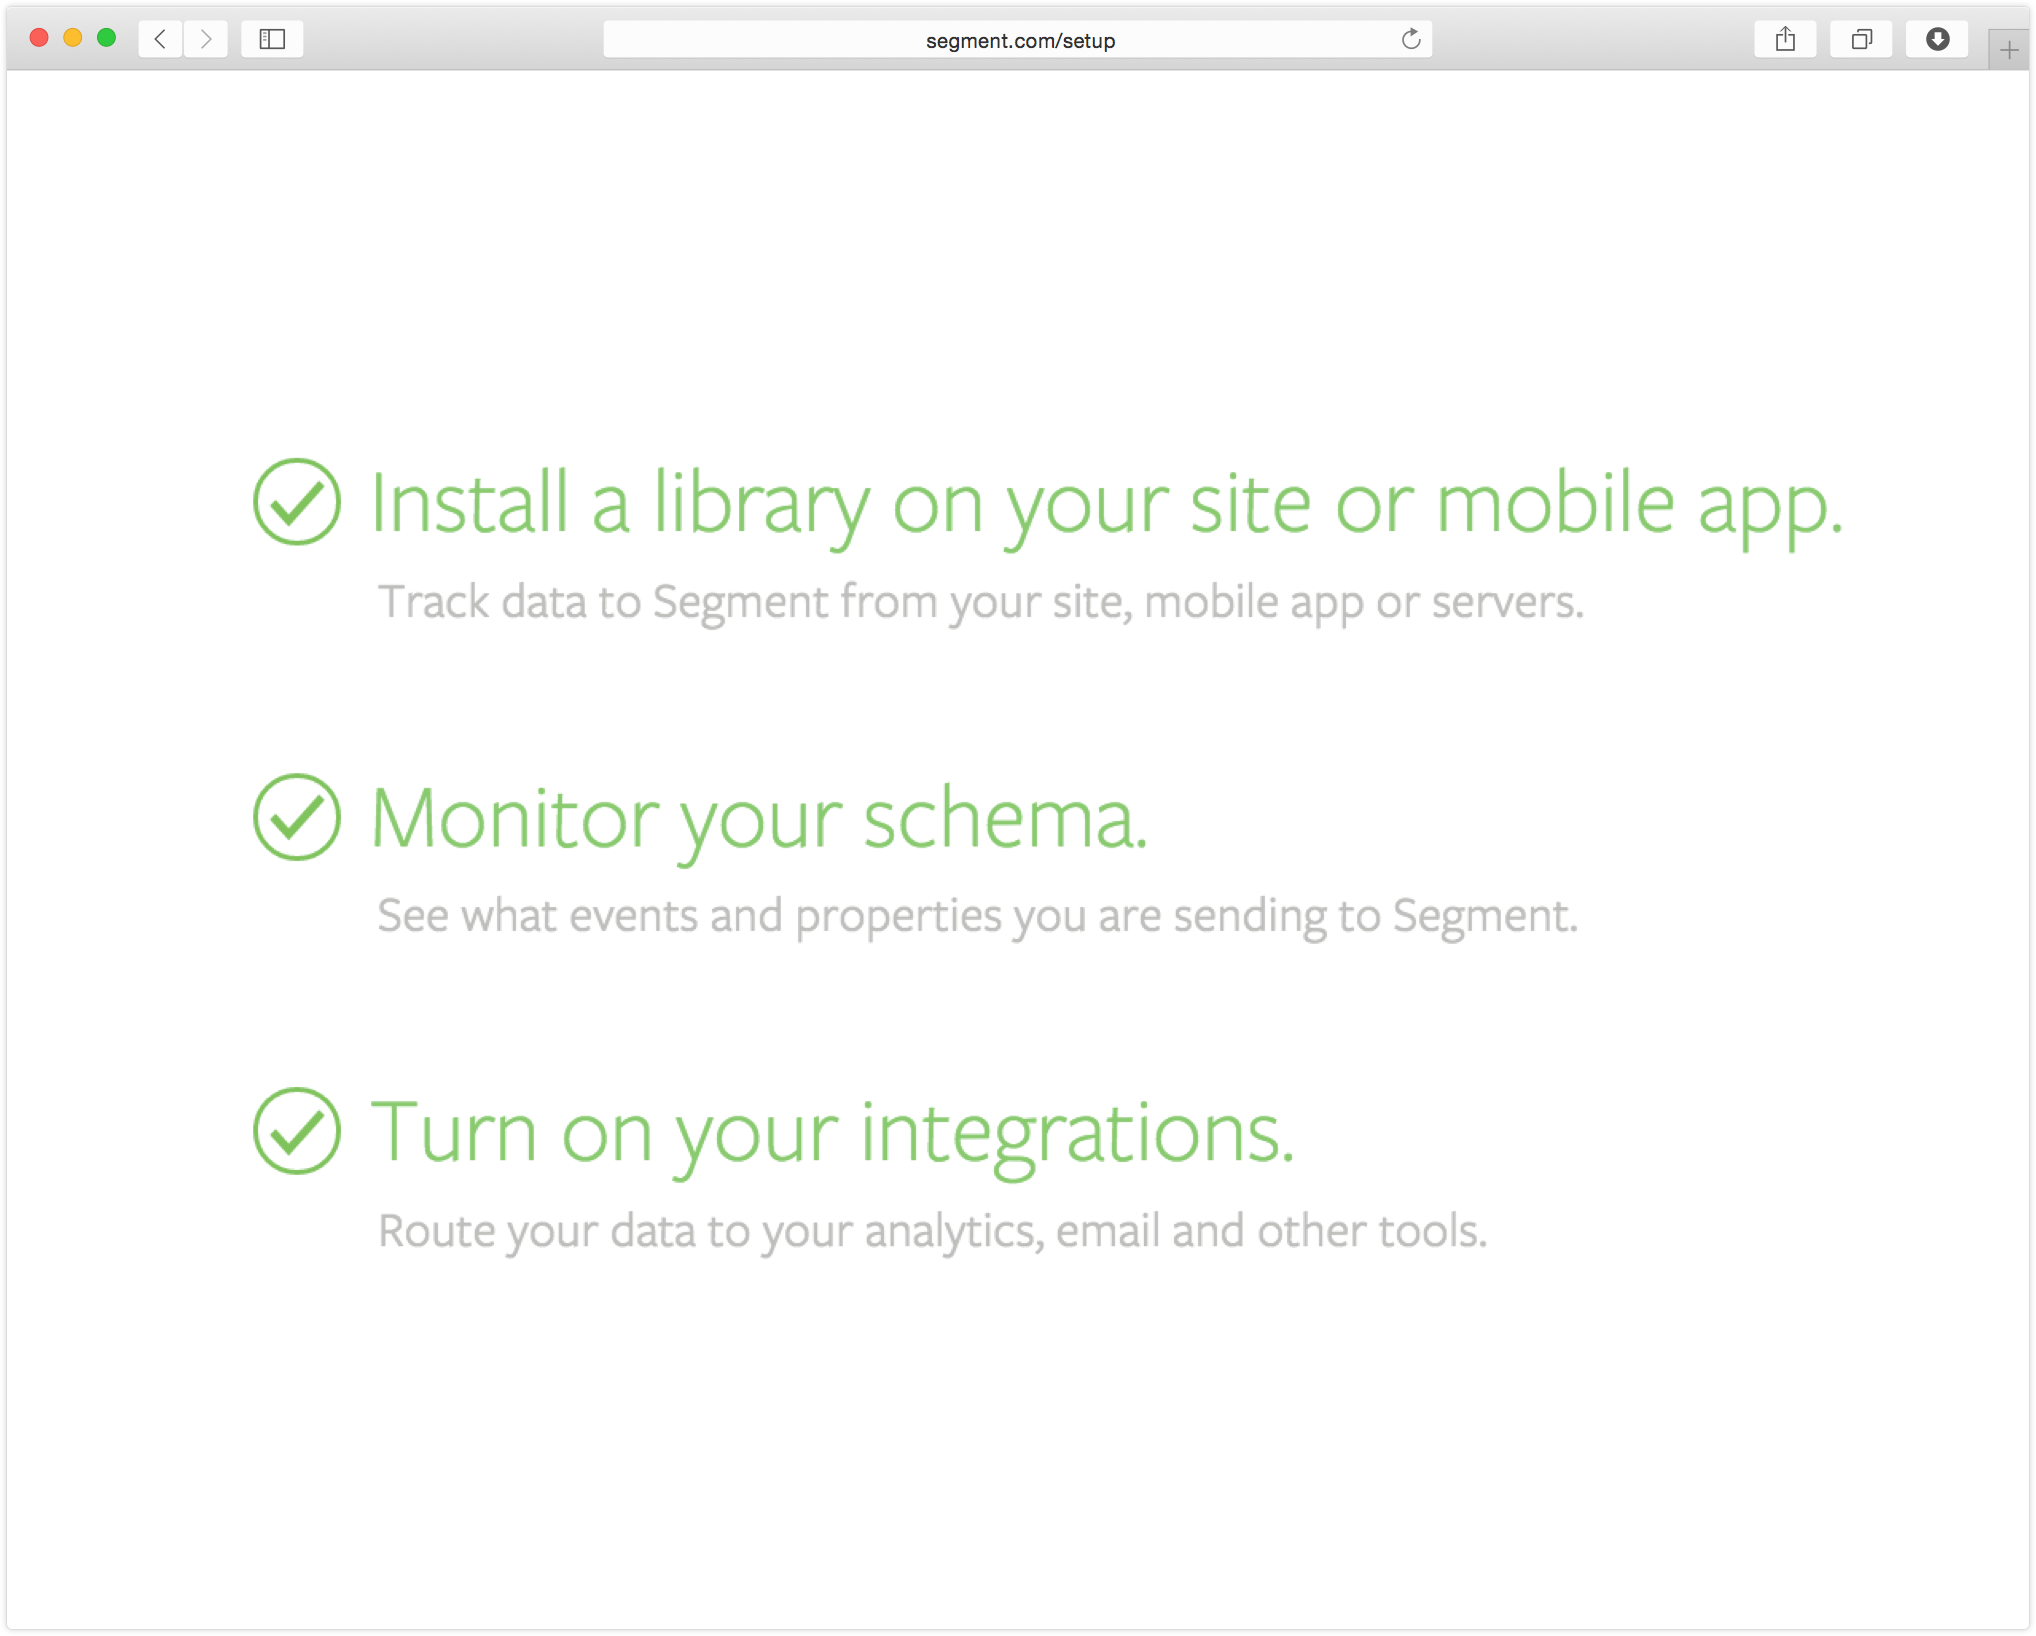 segment.com/setup
Install a library on your site or mobile app.
Track data to Segment from your site, mobile app or servers.
Monitor your schema.
See what events and properties you are sending to Segment.
Turn on your integrations.
Route your data to your analytics, email and other tools.